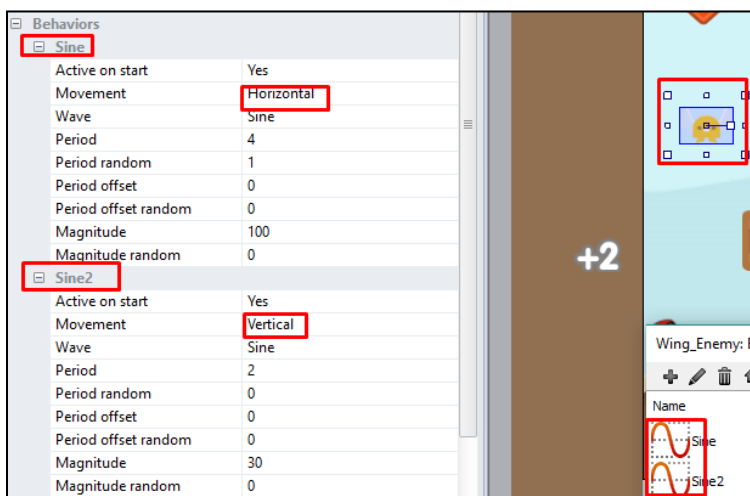 Behaviors
Sine
Active on start Yes
Movement Horizontal
Wave Sine
Period 4
Period random 1
Period offset 0
Period offset random 0
Magnitude 100
Magnitude random 0
Sine2
Active on start Yes
Movement Vertical
Wave Sine
Period 2
Period random 0
Period offset 0
Period offset random 0
Magnitude 30
Magnitude random 0
+2
Wing_Enemy:
Name
Sine
Sine2